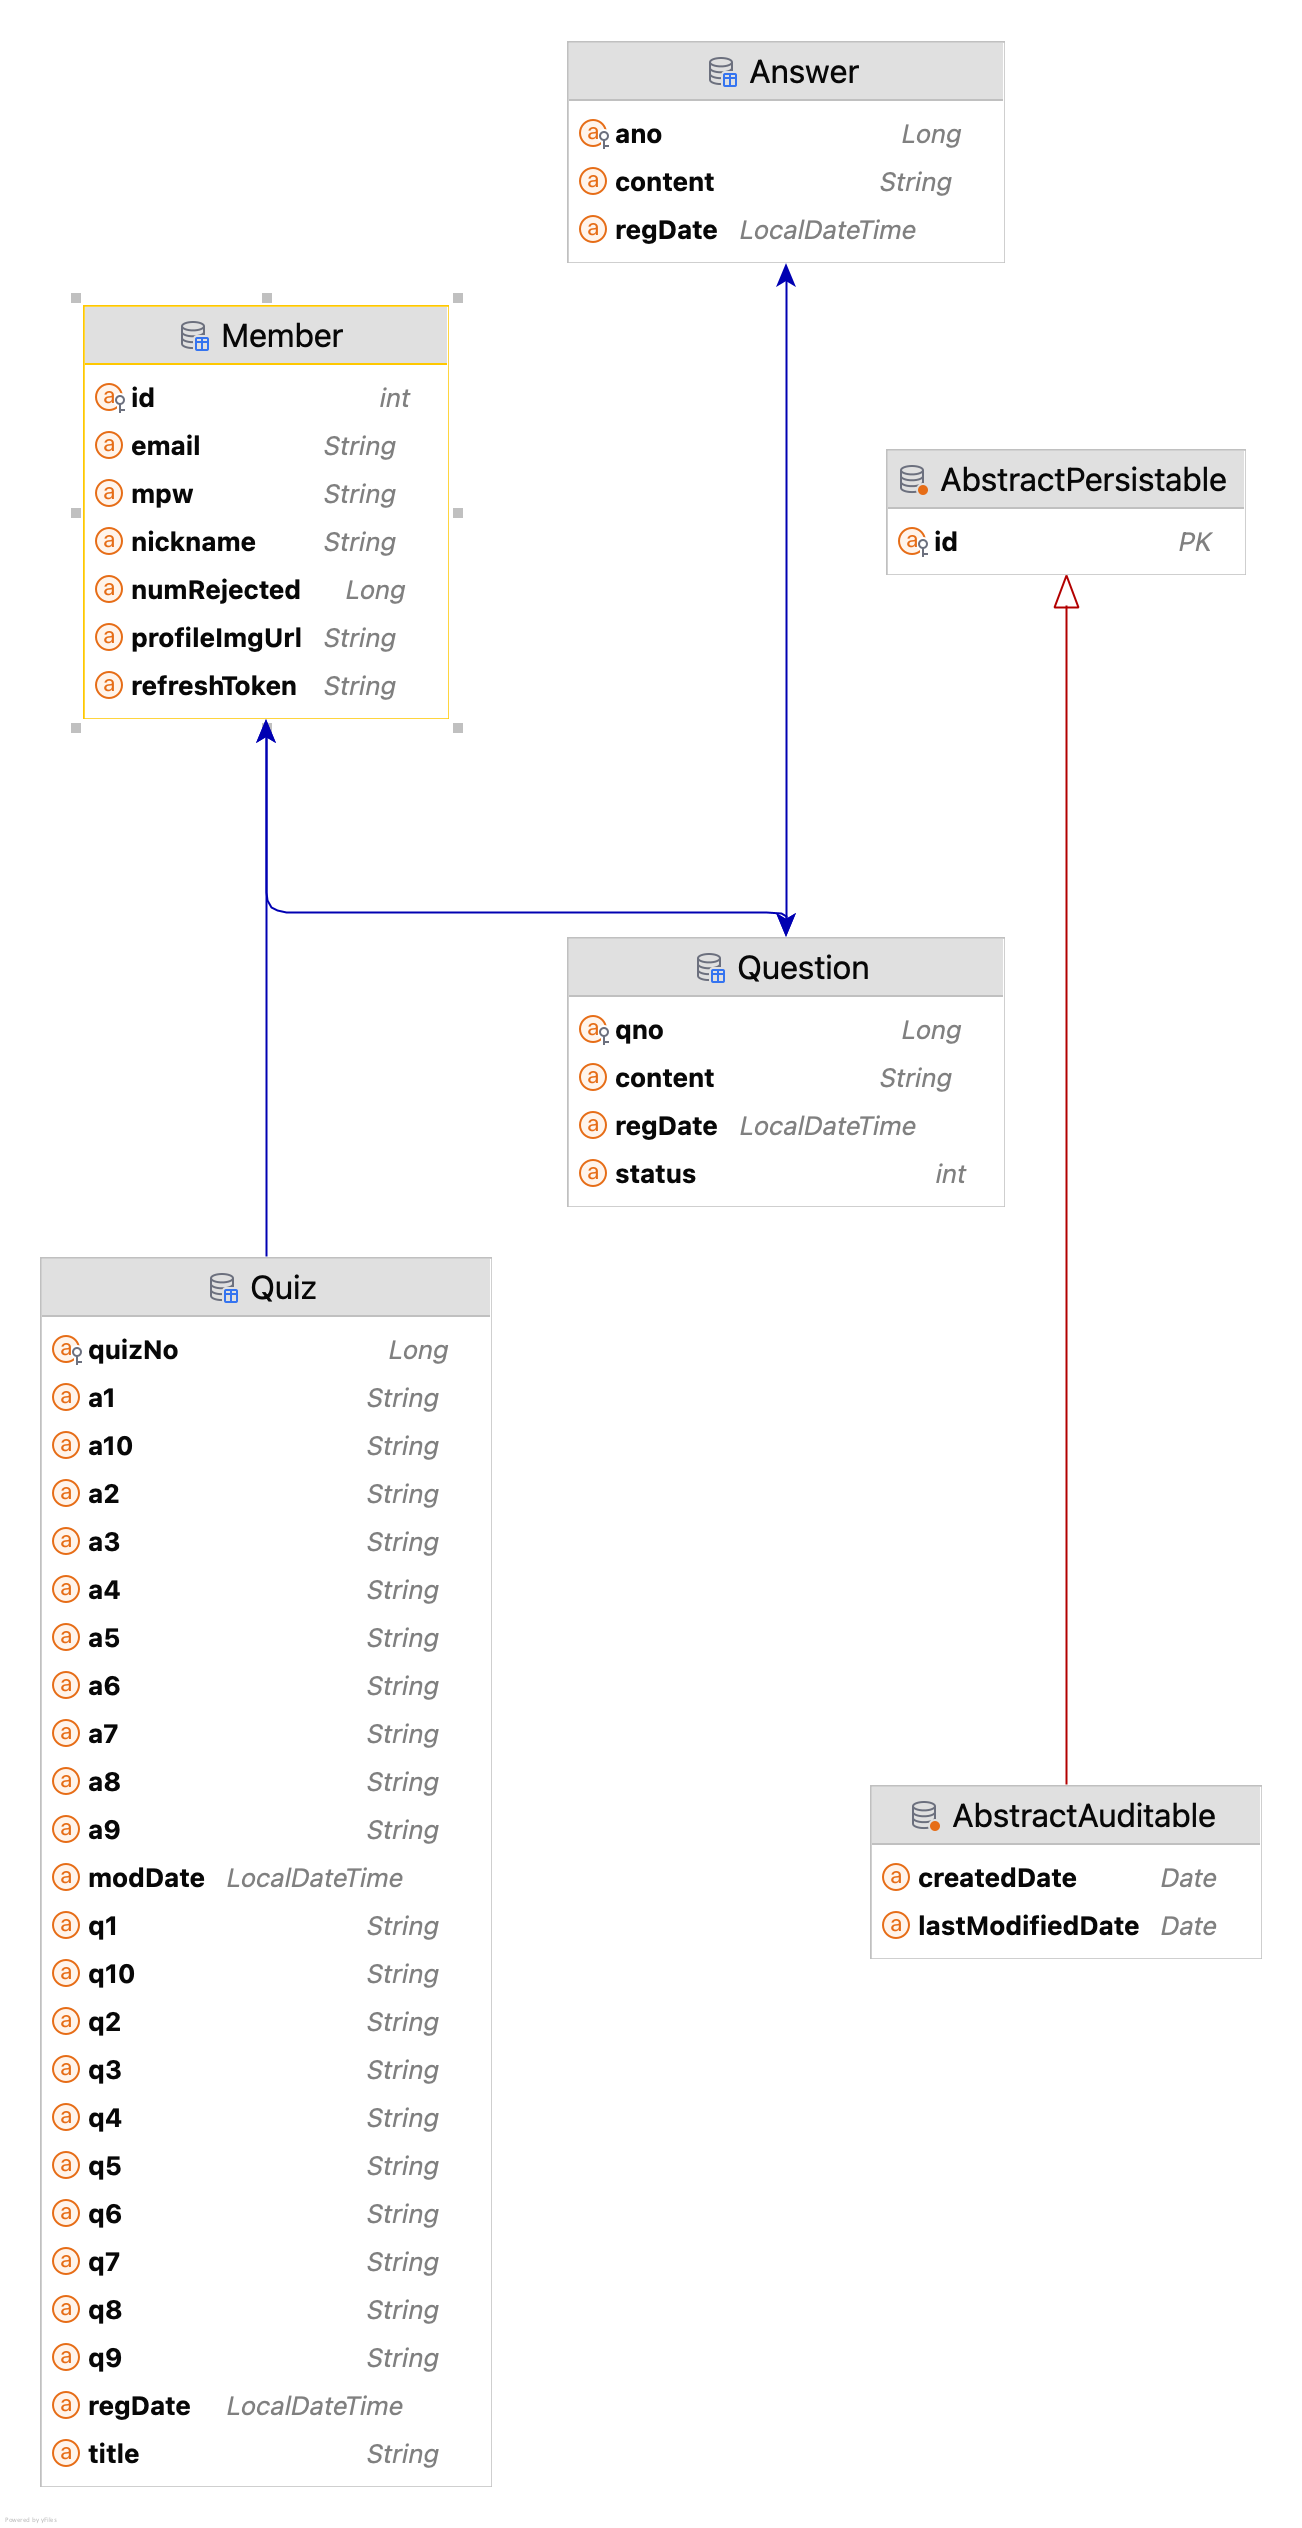 Answer
ano Long
content String
regDate LocalDateTime
Member
id int
email String
mpw String
nickname String
numRejected Long
profileImgUrl String
refreshToken String
AbstractPersistable
id PK
Question
qno Long
content String
regDate LocalDateTime
status int
Quiz
quizNo Long
a1 String
a10 String
a2 String
a3 String
a4 String
a5 String
a6 String
a7 String
a8 String
a9 String
modDate LocalDateTime
q1 String
q10 String
q2 String
q3 String
q4 String
q5 String
q6 String
q7 String
q8 String
q9 String
regDate LocalDateTime
title String
AbstractAuditable
createdDate Date
lastModifiedDate Date
Powered by yFiles